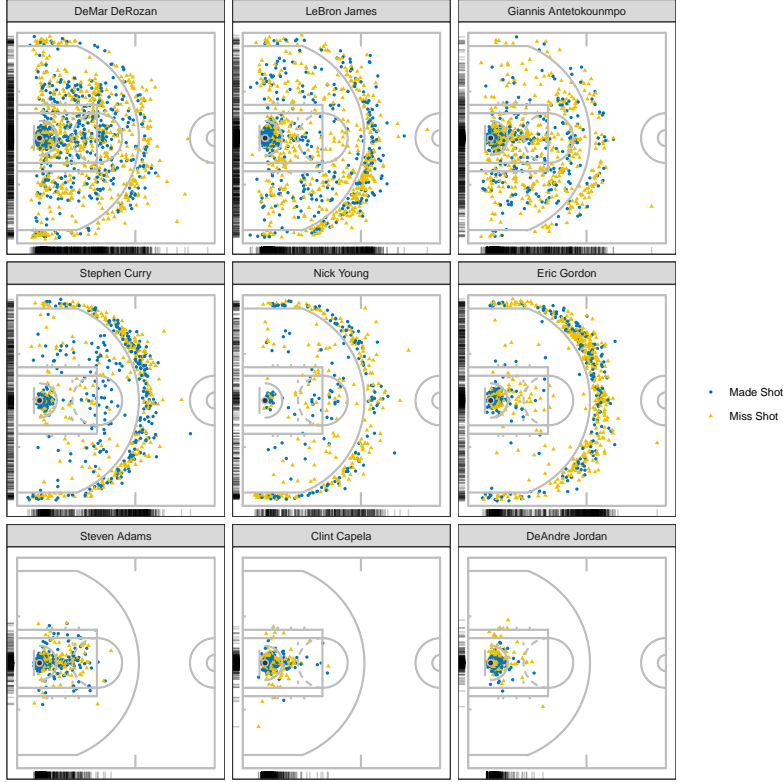 DeMar DeRozan
LeBron James
Giannis Antetokounmpo
Stephen Curry
Nick Young
Eric Gordon
Made Shot
Miss Shot
Steven Adams
Clint Capela
DeAndre Jordan